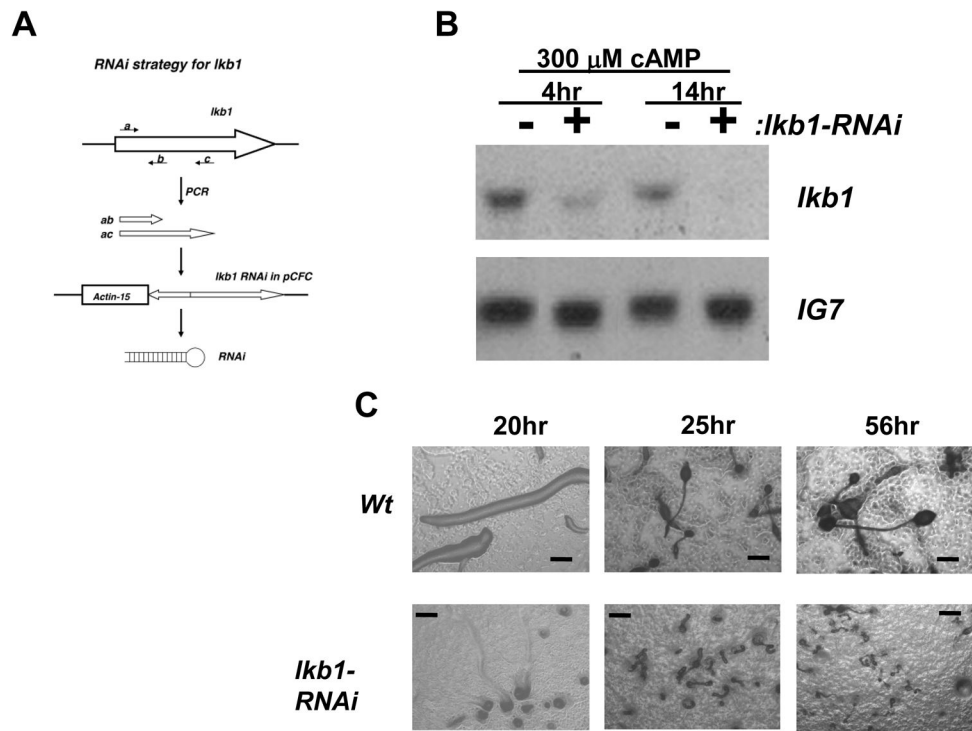 A
RNAi strategy for lkb1
lkb1
a
b
c
PCR
ab
ac
lkb1 RNAi in pCFC
Actin-15
RNAi
B
300 μM cAMP
4hr
14hr
- + - + :lkb1-RNAi
lkb1
IG7
C
20hr
25hr
56hr
Wt
lkb1-
RNAi